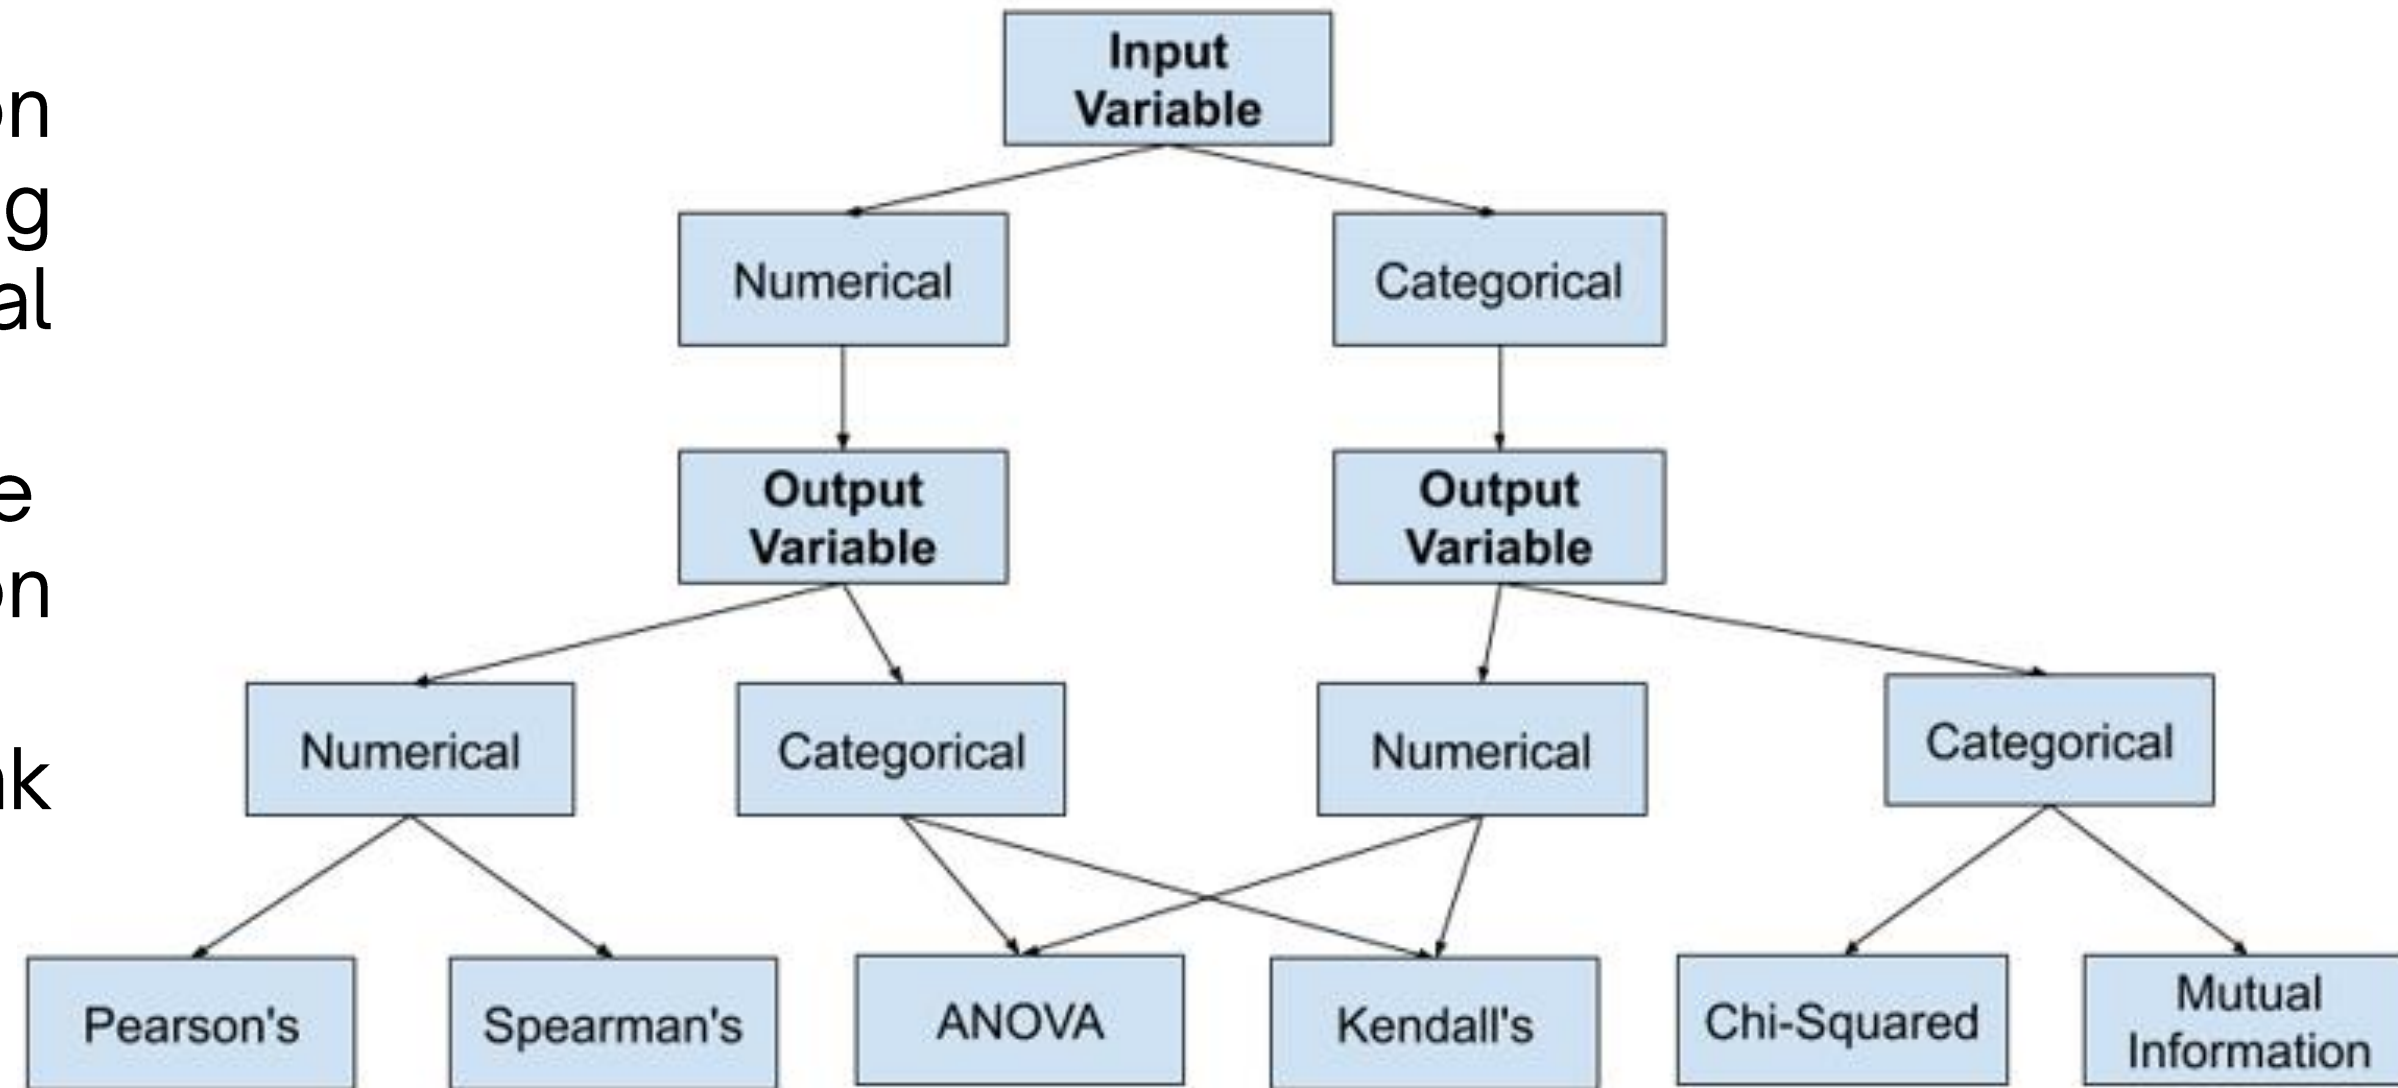 on
g
al
e
on
nk
Input
Variable
Numerical
Categorical
Output
Variable
Output
Variable
Numerical
Categorical
Numerical
Categorical
Pearson's
Spearman's
ANOVA
Kendall's
Chi-Squared
Mutual
Information